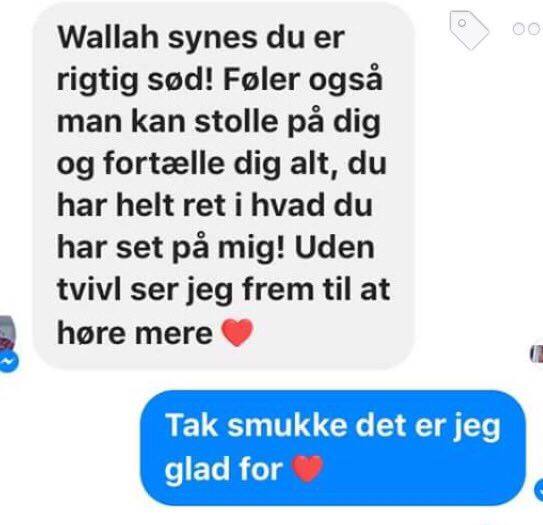 Wallah synes du er
rigtig sød! Føler også
man kan stolle på dig
og fortælle dig alt, du
har helt ret i hvad du
har set på mig! Uden
tvivl ser jeg frem til at
høre mere ❤️
Tak smukke det er jeg
glad for ❤️